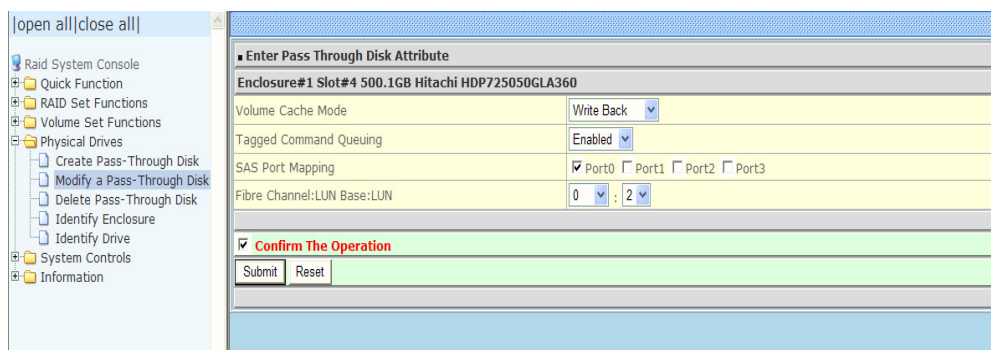 |open all|close all|
Raid System Console
Quick Function
RAID Set Functions
Volume Set Functions
Physical Drives
Create Pass-Through Disk
Modify a Pass-Through Disk
Delete Pass-Through Disk
Identify Enclosure
Identify Drive
System Controls
Information
Enter Pass Through Disk Attribute
Enclosure#1 Slot#4 500.1GB Hitachi HDP725050GLA360
Volume Cache Mode Write Back
Tagged Command Queuing Enabled
SAS Port Mapping Port0 Port1 Port2 Port3
Fibre Channel:LUN Base:LUN 0 : 2
Confirm The Operation
Submit Reset